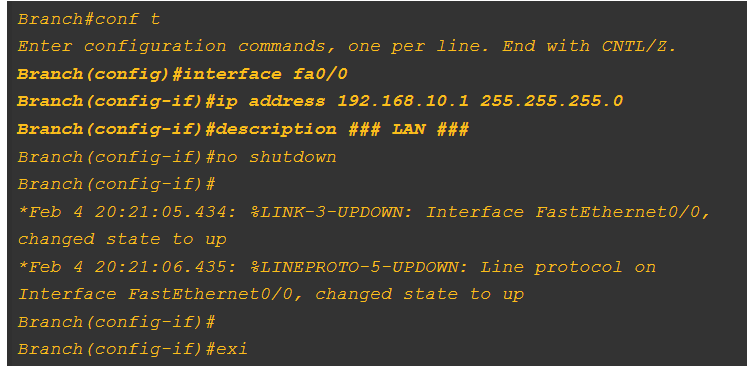 Branch#conf t
Enter configuration commands, one per line. End with CNTL/Z.
Branch(config)#interface fa0/0
Branch(config-if)#ip address 192.168.10.1 255.255.255.0
Branch(config-if)#description ### LAN ###
Branch(config-if)#no shutdown
Branch(config-if)#
*Feb 4 20:21:05.434: %LINK-3-UPDOWN: Interface FastEthernet0/0,
changed state to up
*Feb 4 20:21:06.435: %LINEPROTO-5-UPDOWN: Line protocol on
Interface FastEthernet0/0, changed state to up
Branch(config-if)#
Branch(config-if)#exi